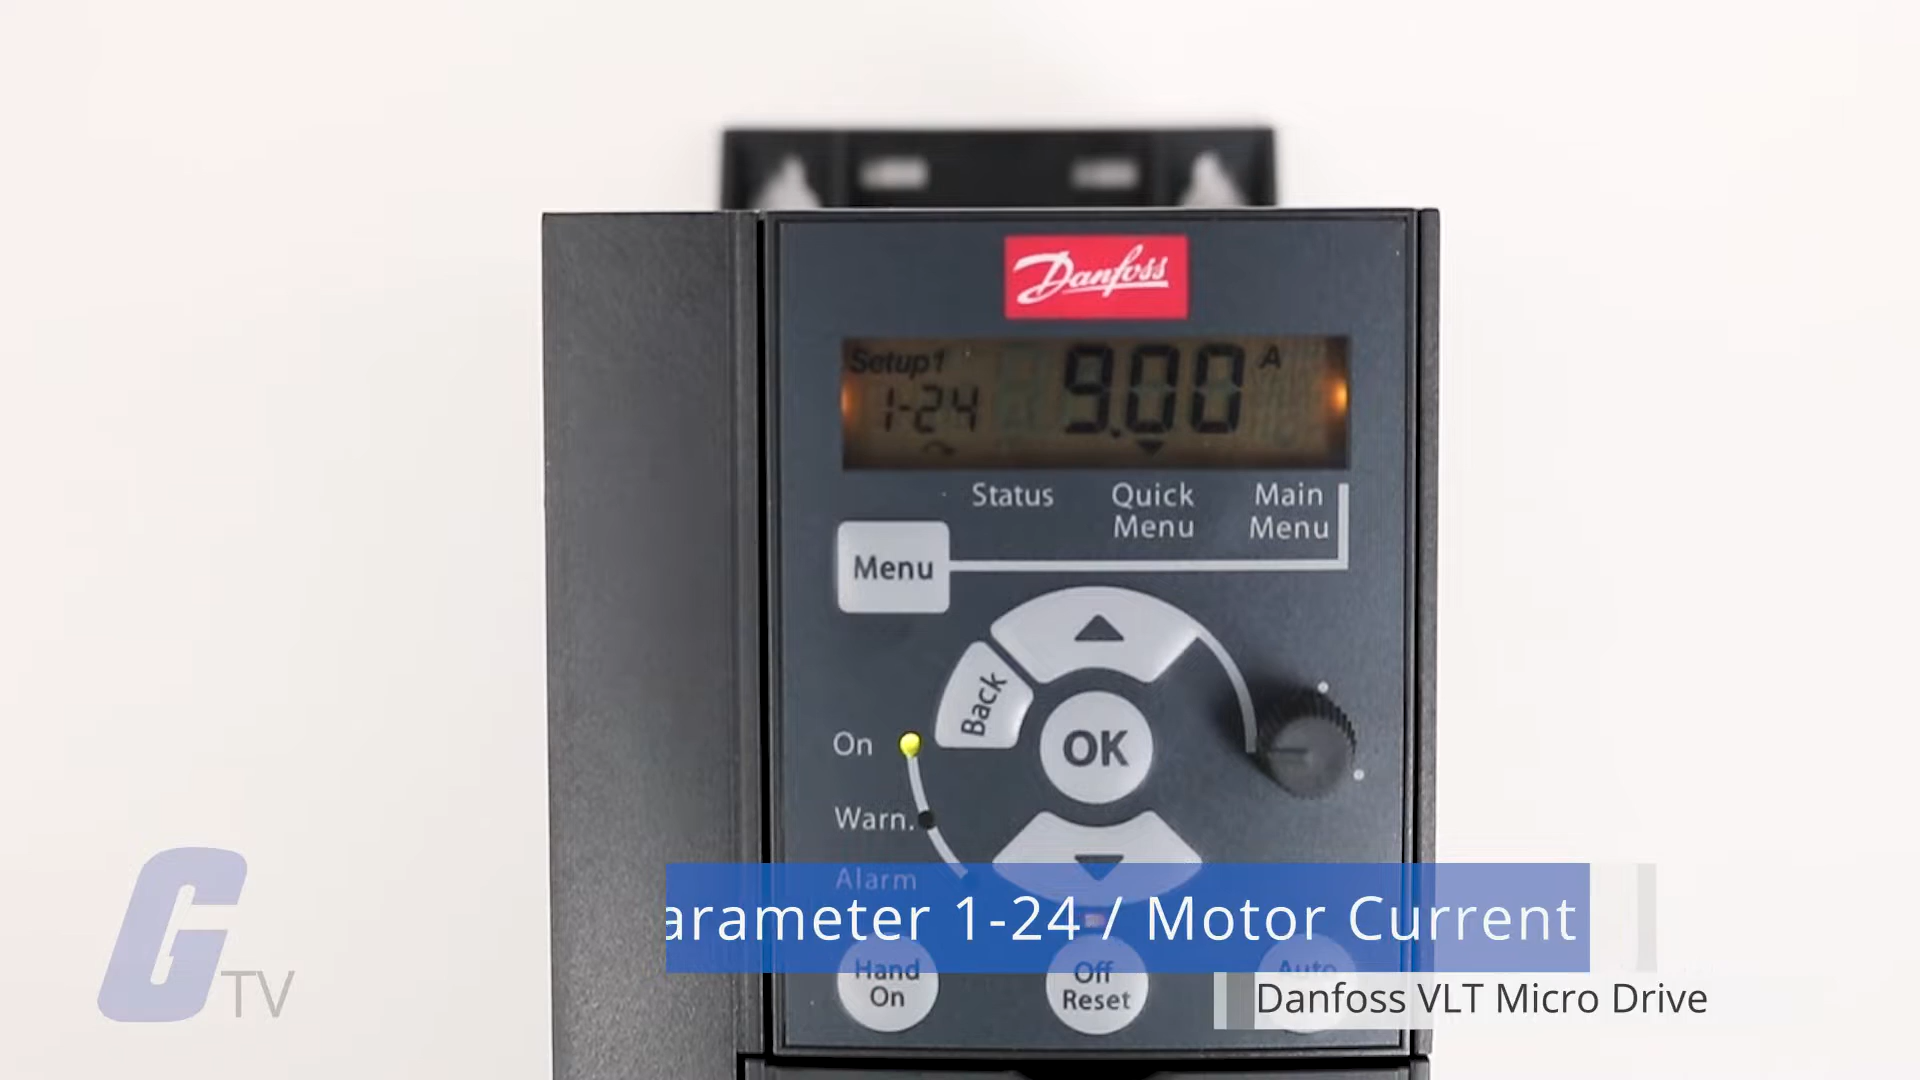 Danfoss
Setup1
9.00 A
1-24
Status
Quick
Menu
Main
Menu
Menu
Back
OK
On
Warn.
Alarm
arameter 1-24 / Motor Current
Hand
On
Off
Reset
Auto
Danfoss VLT Micro Drive
G TV